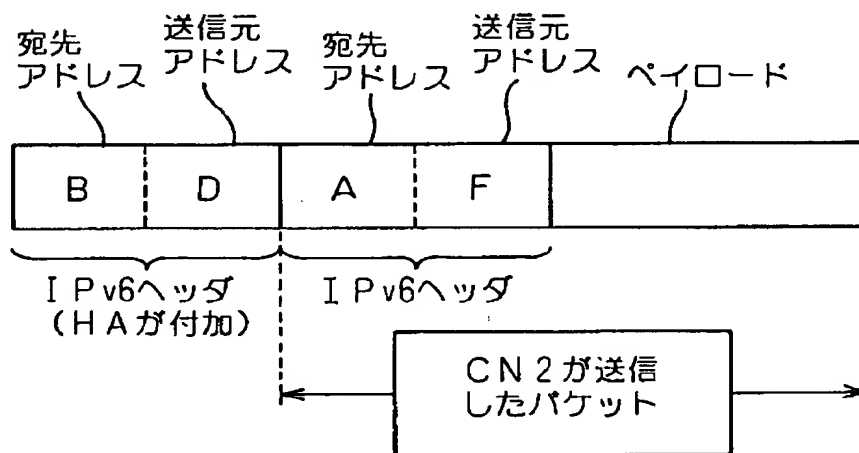 宛先
アドレス
送信元
アドレス
宛先
アドレス
送信元
アドレス
ペイロード
B
D
A
F
IPv6ヘッダ
(HAが付加)
IPv6ヘッダ
CN2が送信
したパケット